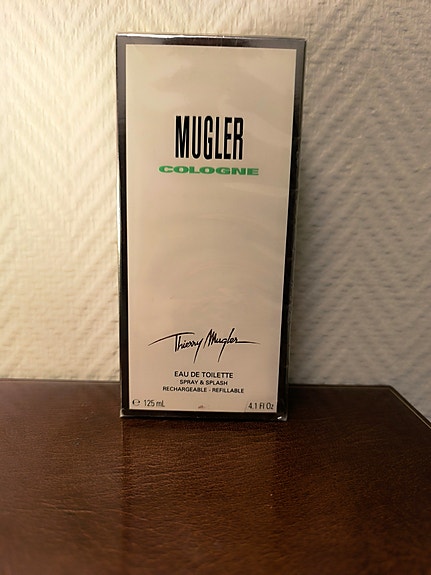 MUGLER
COLOGNE
Thierry Mugler
EAU DE TOILETTE
SPRAY & SPLASH
RECHARGEABLE - REFILLABLE
℮ 125 mL 4.1 Fl Oz